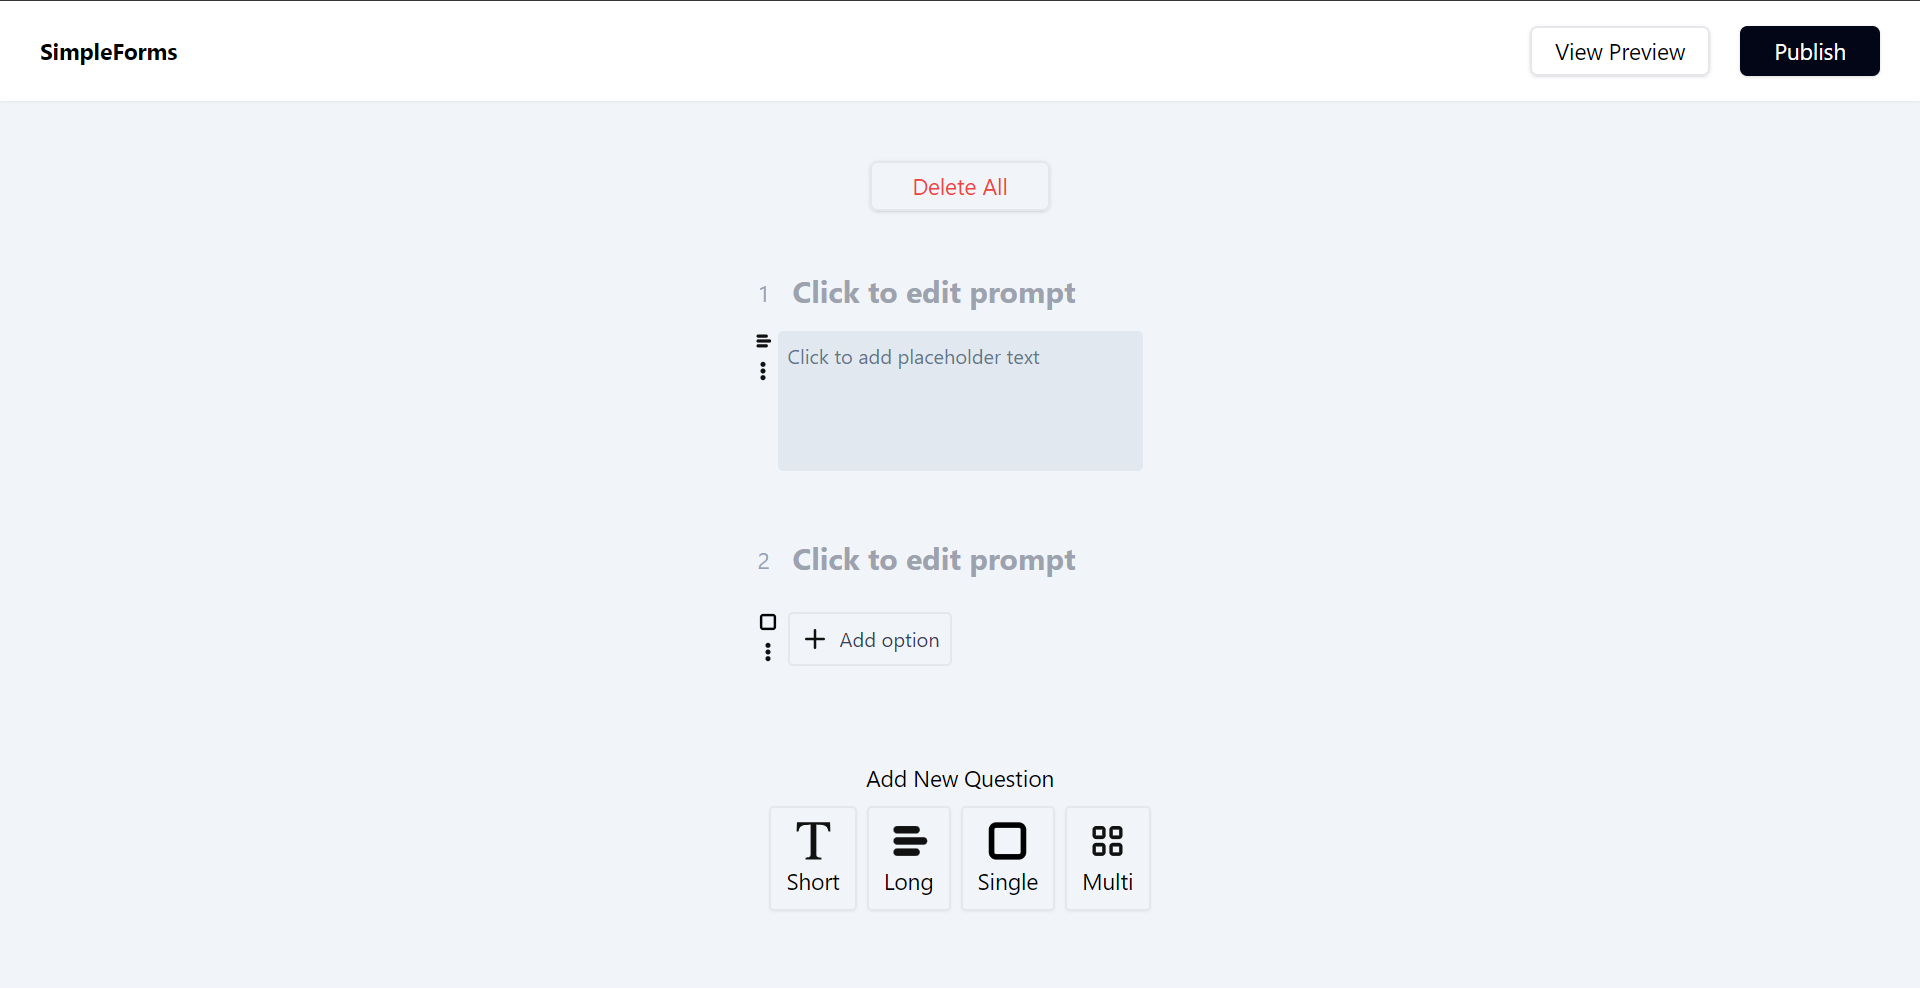 SimpleForms
View Preview
Publish
Delete All
1 Click to edit prompt
Click to add placeholder text
2 Click to edit prompt
Add option
Add New Question
Short
Long
Single
Multi